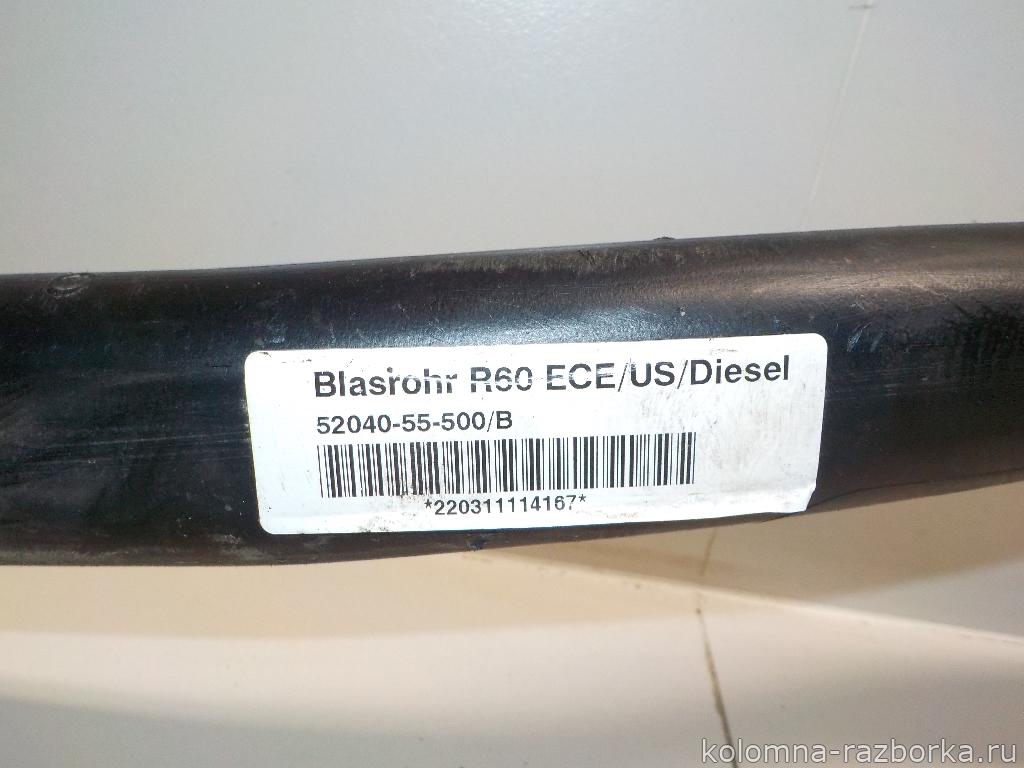 Blasrohr R60 ECE/US/Diesel
52040-55-500/B
*220311114167*
kolomna-razborka.ru